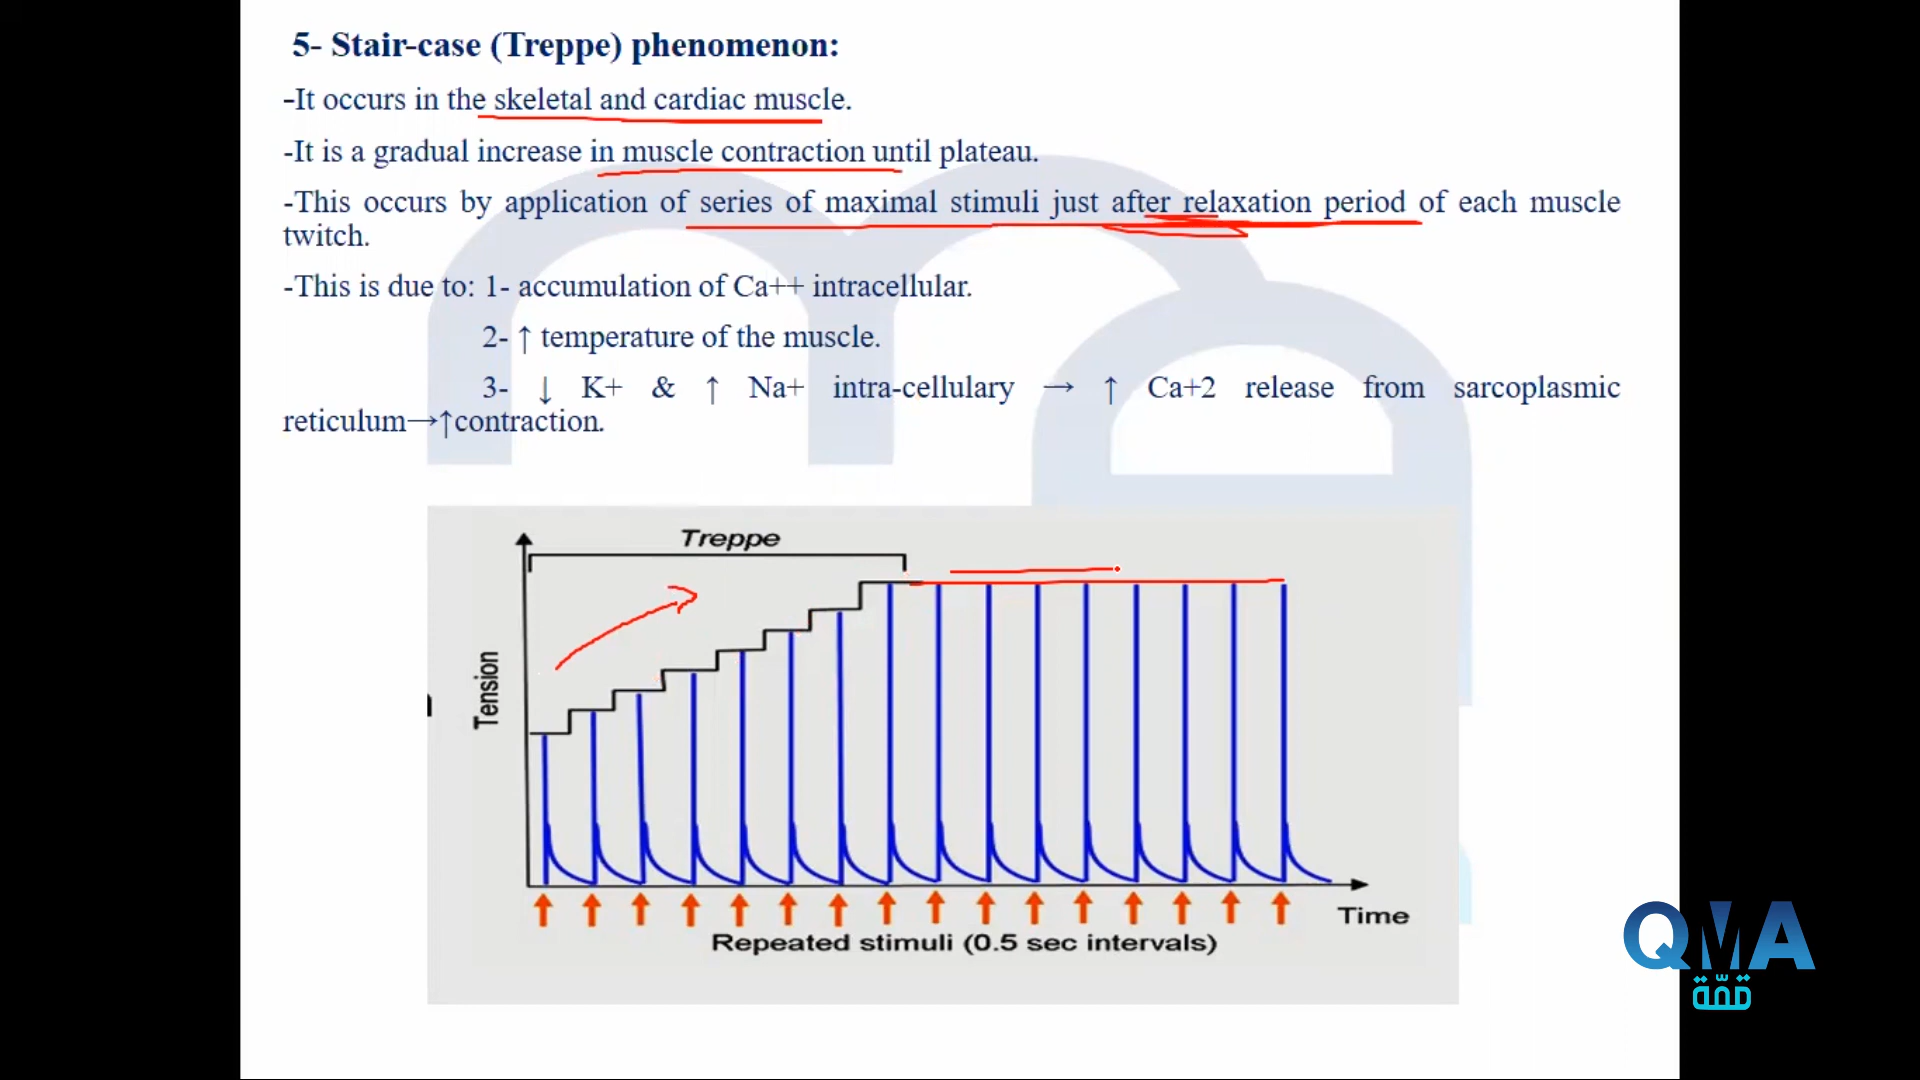 5- Stair-case (Treppe) phenomenon:
-It occurs in the skeletal and cardiac muscle.
-It is a gradual increase in muscle contraction until plateau.
-This occurs by application of series of maximal stimuli just after relaxation period of each muscle
twitch.
-This is due to: 1- accumulation of Ca++ intracellular.
2- ↑ temperature of the muscle.
3- ↓ K+ & ↑ Na+ intra-cellulary → ↑ Ca+2 release from sarcoplasmic
reticulum→↑contraction.
Treppe
Tension
Time
Repeated stimuli (0.5 sec intervals)
QMA
قمّة